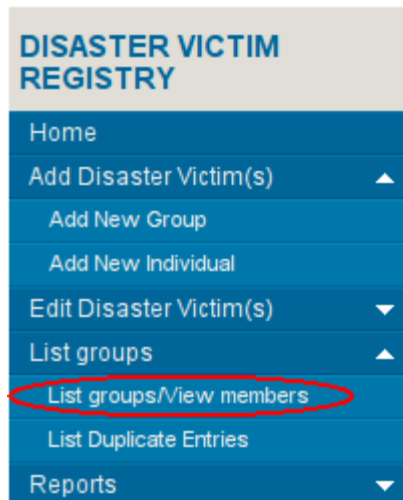 DISASTER VICTIM
REGISTRY
Home
Add Disaster Victim(s)
Add New Group
Add New Individual
Edit Disaster Victim(s)
List groups
List groups/View members
List Duplicate Entries
Reports